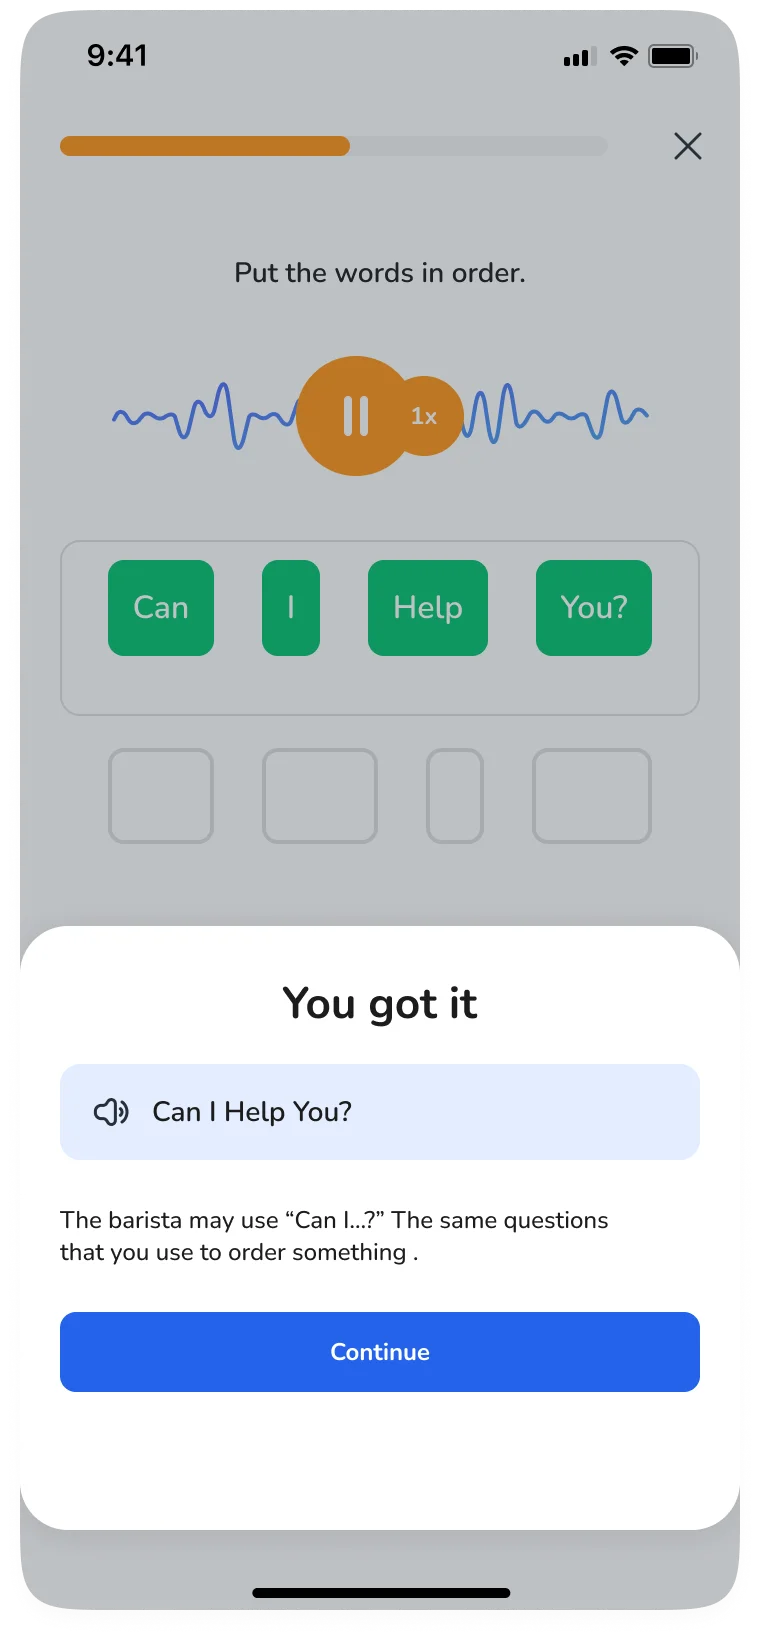 9:41
Put the words in order.
1x
Can I Help You?
You got it
Can I Help You?
The barista may use “Can I...?” The same questions
that you use to order something .
Continue